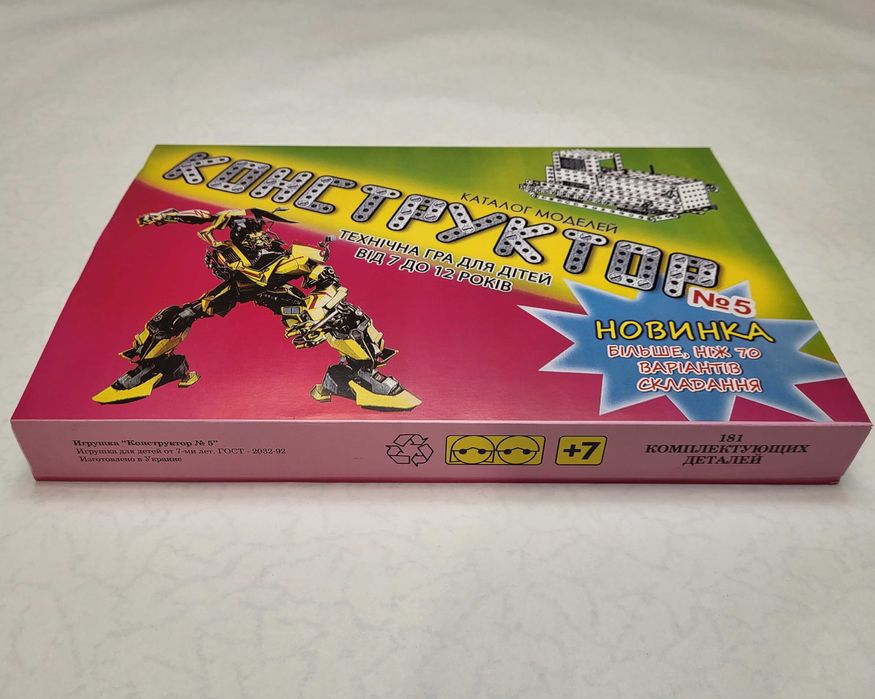 КОНСТРУКТОР
КАТАЛОГ МОДЕЛЕЙ
ТЕХНІЧНА ГРА ДЛЯ ДІТЕЙ
ВІД 7 ДО 12 РОКІВ
№5
НОВИНКА
БІЛЬШЕ, НІЖ 70
ВАРІАНТІВ
СКЛАДАННЯ
Игрушка "Конструктор № 5"
Игрушка для детей от 7-ми лет. ГОСТ - 2032-92
Изготовлено в Украине
+7
181
КОМПЛЕКТУЮЩИХ
ДЕТАЛЕЙ